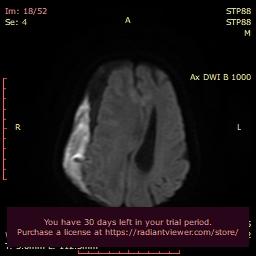 Im: 18/52
Se: 4
A
STP88
STP88
M
Ax DWI B 1000
R
L
You have 30 days left in your trial period.
Purchase a license at https://radiantviewer.com/store/